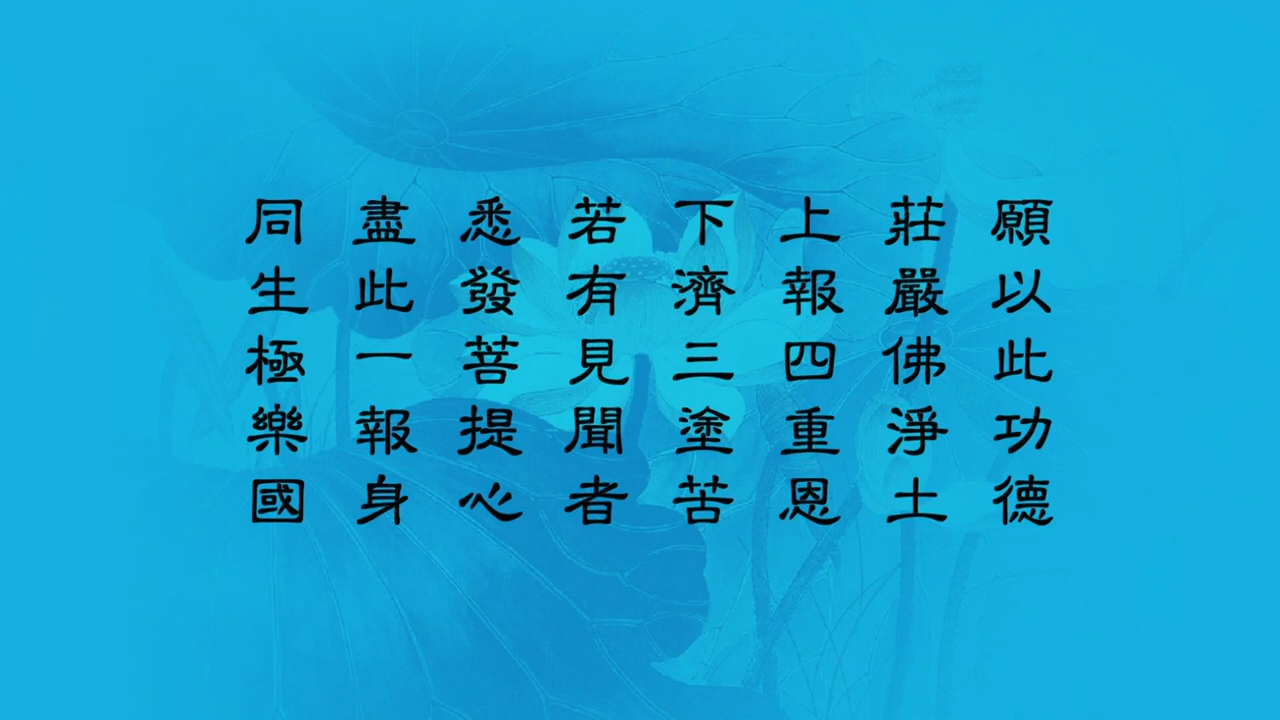 願以此功德
莊嚴佛淨土
上報四重恩
下濟三塗苦
若有見聞者
悉發菩提心
盡此一報身
同生極樂國